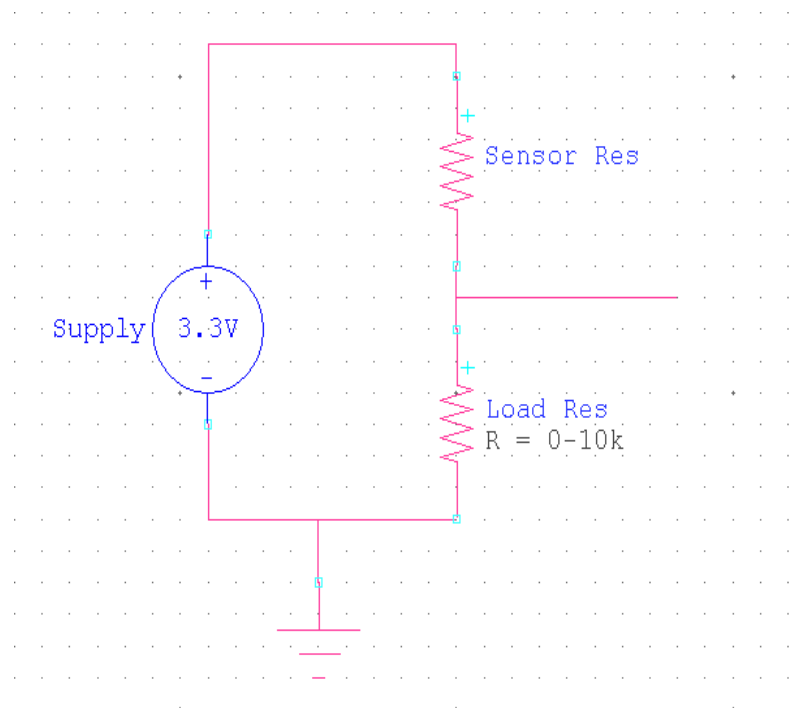 +
Sensor Res
+
Supply 3.3V
-
+
Load Res
R = 0-10k